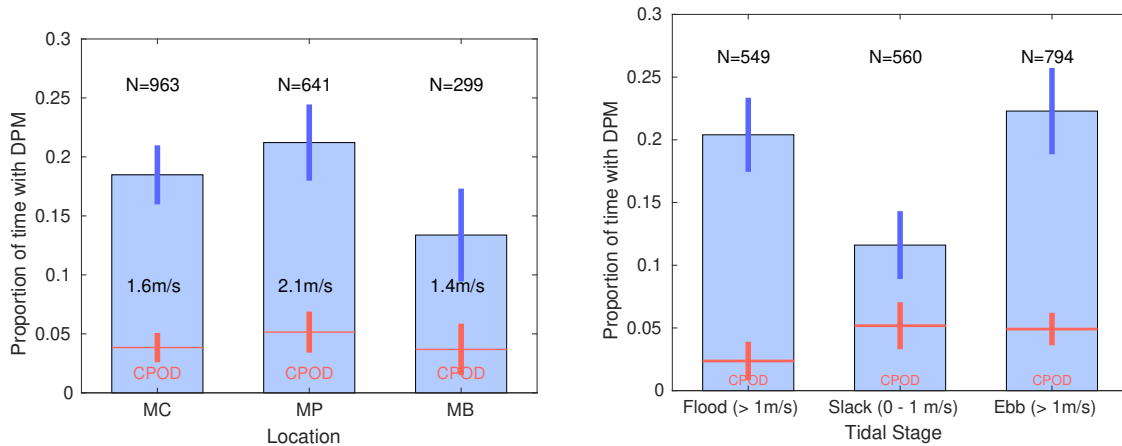 Proportion of time with DPM
0.3
0.25
0.2
0.15
0.1
0.05
0
N=963 N=641 N=299
1.6m/s 2.1m/s 1.4m/s
CPOD CPOD CPOD
MC MP MB
Location
Proportion of time with DPM
0.3
0.25
0.2
0.15
0.1
0.05
0
N=549 N=560 N=794
CPOD CPOD CPOD
Flood (> 1m/s) Slack (0 - 1 m/s) Ebb (> 1m/s)
Tidal Stage